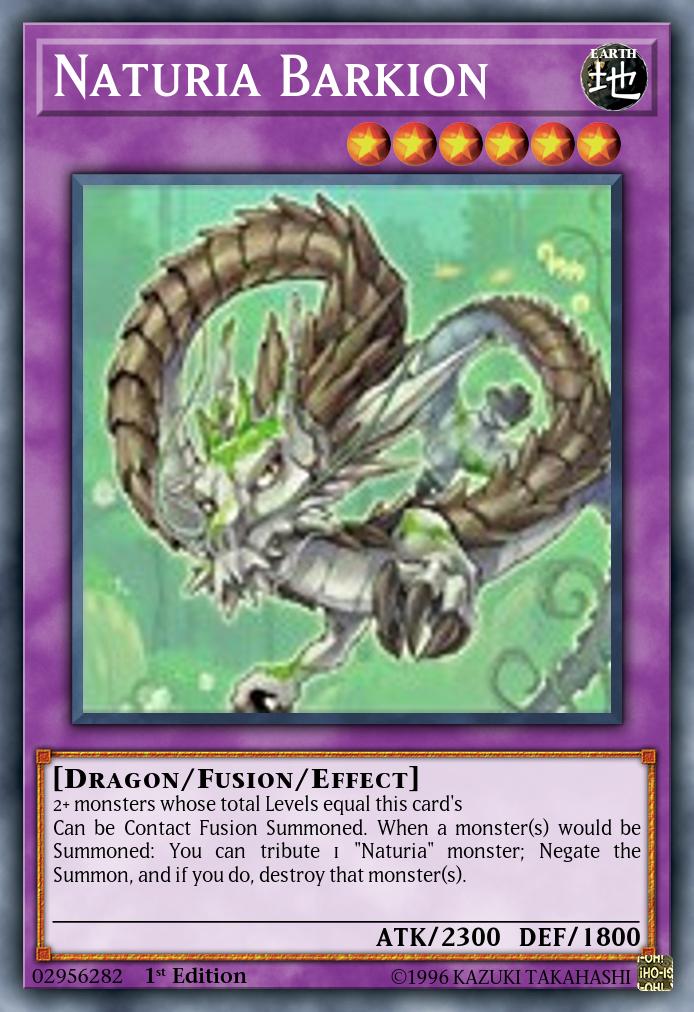 Naturia Barkion
EARTH
地
[Dragon/Fusion/Effect]
2+ monsters whose total Levels equal this card's
Can be Contact Fusion Summoned. When a monster(s) would be
Summoned: You can tribute 1 "Naturia" monster; Negate the
Summon, and if you do, destroy that monster(s).
ATK/2300 DEF/1800
02956282 1st Edition ©1996 KAZUKI TAKAHASHI